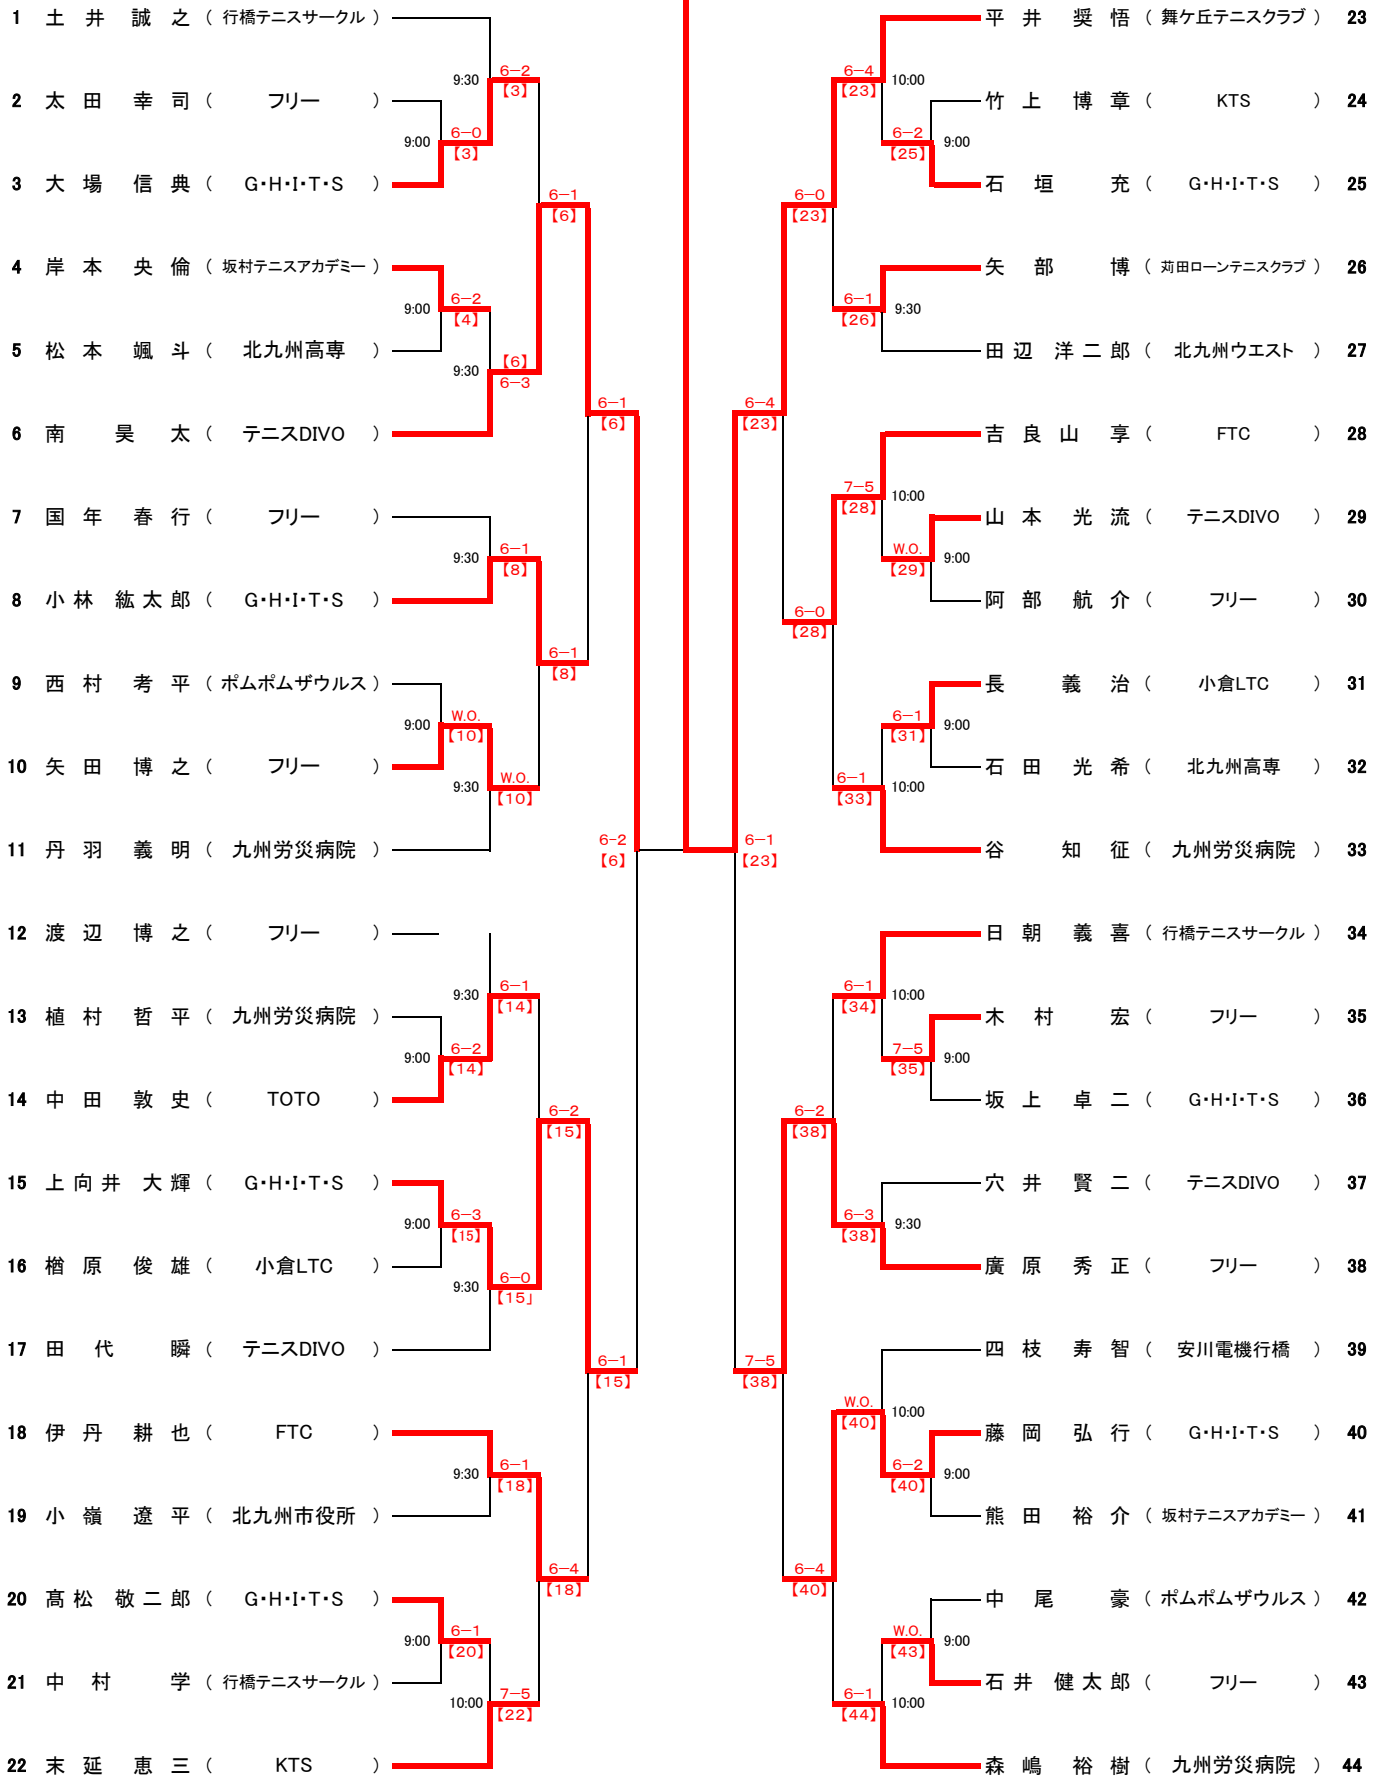 1 土井 誠之 ( 行橋テニスサークル )
9:30 6-2
【3】
2 太田 幸司 ( フリー )
9:00 6-0
【3】
3 大場 信典 ( G・H・I・T・S )
6-1
【6】
4 岸本 央倫 ( 坂村テニスアカデミー )
9:00 6-2
【4】
5 松本 颯斗 ( 北九州高専 )
9:30 【6】
6-3
6-1
【6】
6 南 昊太 ( テニスDIVO )
7 国年 春行 ( フリー )
9:30 6-1
【8】
8 小林 紘太郎 ( G・H・I・T・S )
6-1
【8】
9 西村 考平 ( ポムポムザウルス )
9:00 W.O.
【10】
10 矢田 博之 ( フリー )
9:30 W.O.
【10】
11 丹羽 義明 ( 九州労災病院 )
6-2
【6】
12 渡辺 博之 ( フリー )
9:30 6-1
【14】
13 植村 哲平 ( 九州労災病院 )
9:00 6-2
【14】
14 中田 敦史 ( TOTO )
6-2
【15】
15 上向井 大輝 ( G・H・I・T・S )
9:00 6-3
【15】
16 楢原 俊雄 ( 小倉LTC )
9:30 6-0
【15」
17 田代 瞬 ( テニスDIVO )
6-1
【15】
18 伊丹 耕也 ( FTC )
9:30 6-1
【18】
19 小嶺 遼平 ( 北九州市役所 )
6-4
【18】
20 髙松 敬二郎 ( G・H・I・T・S )
9:00 6-1
【20】
21 中村 学 ( 行橋テニスサークル )
10:00 7-5
【22】
22 末延 恵三 ( KTS )
平井 奨悟 ( 舞ケ丘テニスクラブ ) 23
6-4 10:00
【23】
竹上 博章 ( KTS ) 24
6-2 9:00
【25】
石垣 充 ( G・H・I・T・S ) 25
6-0
【23】
矢部 博 ( 苅田ローンテニスクラブ ) 26
6-1 9:30
【26】
田辺 洋二郎 ( 北九州ウエスト ) 27
6-4
【23】
吉良山 享 ( FTC ) 28
7-5 10:00
【28】
山本 光流 ( テニスDIVO ) 29
W.O. 9:00
【29】
阿部 航介 ( フリー ) 30
6-0
【28】
長 義治 ( 小倉LTC ) 31
6-1 9:00
【31】
石田 光希 ( 北九州高専 ) 32
6-1 10:00
【33】
谷 知征 ( 九州労災病院 ) 33
6-1
【23】
日朝 義喜 ( 行橋テニスサークル ) 34
6-1 10:00
【34】
木村 宏 ( フリー ) 35
7-5 9:00
【35】
坂上 卓二 ( G・H・I・T・S ) 36
6-2
【38】
穴井 賢二 ( テニスDIVO ) 37
6-3 9:30
【38】
廣原 秀正 ( フリー ) 38
四枝 寿智 ( 安川電機行橋 ) 39
7-5
【38】
W.O. 10:00
【40】
藤岡 弘行 ( G・H・I・T・S ) 40
6-2 9:00
【40】
熊田 裕介 ( 坂村テニスアカデミー ) 41
6-4
【40】
中尾 豪 ( ポムポムザウルス ) 42
W.O. 9:00
【43】
石井 健太郎 ( フリー ) 43
6-1 10:00
【44】
森嶋 裕樹 ( 九州労災病院 ) 44